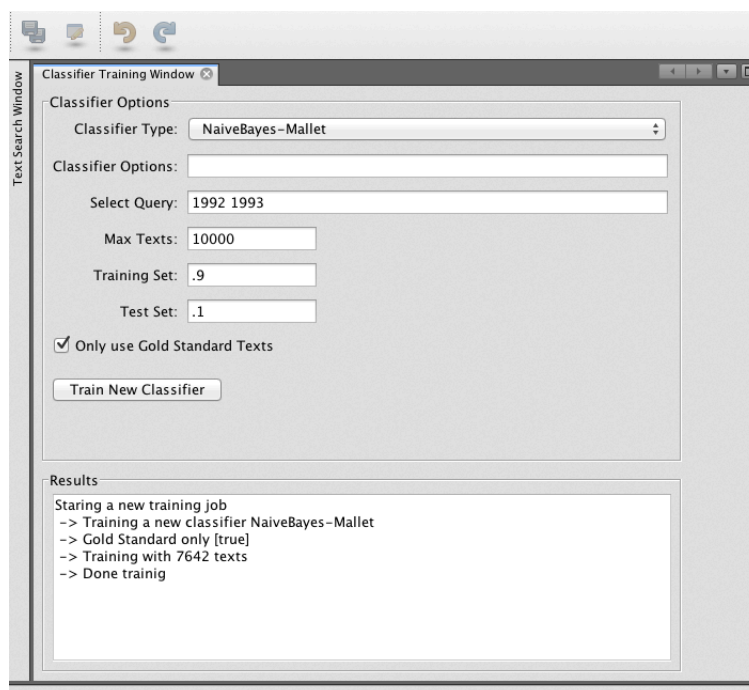 Text Search Window
Classifier Training Window
Classifier Options
Classifier Type: NaiveBayes-Mallet
Classifier Options:
Select Query: 1992 1993
Max Texts: 10000
Training Set: .9
Test Set: .1
Only use Gold Standard Texts
Train New Classifier
Results
Staring a new training job
-> Training a new classifier NaiveBayes-Mallet
-> Gold Standard only [true]
-> Training with 7642 texts
-> Done trainig